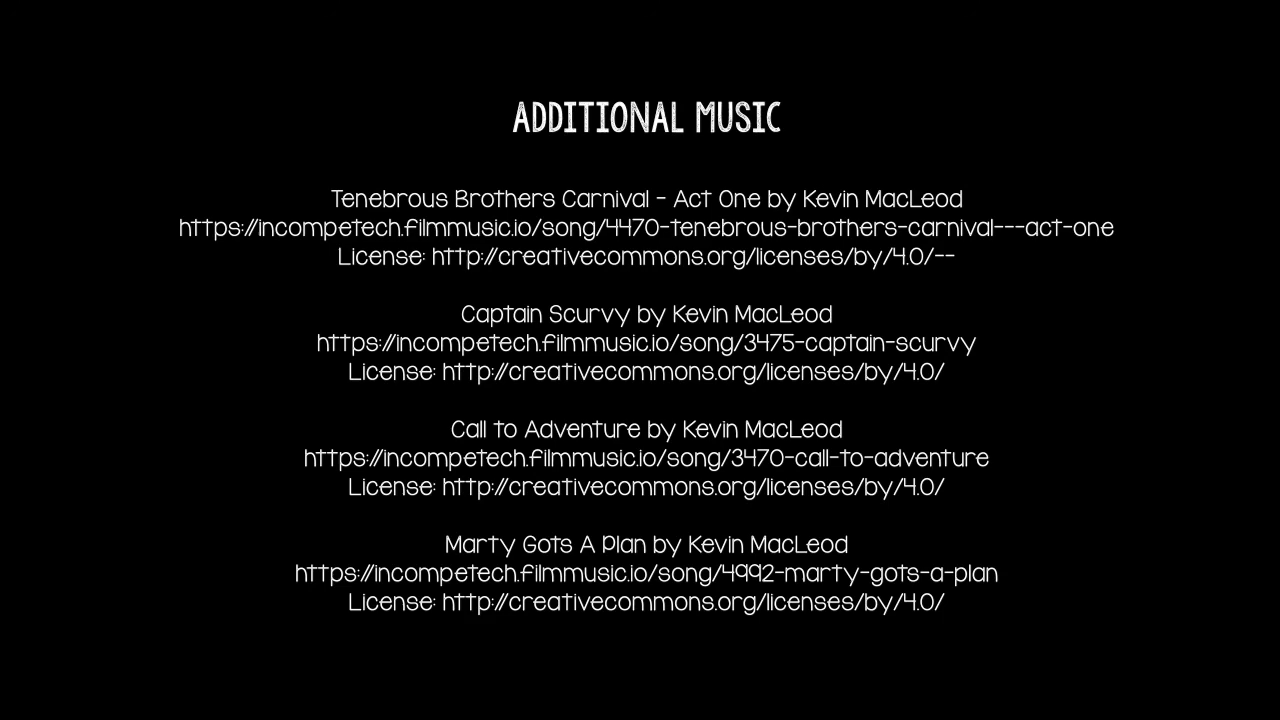 ADDITIONAL MUSIC
Tenebrous Brothers Carnival - Act One by Kevin MacLeod
https://incompetech.filmmusic.io/song/4470-tenebrous-brothers-carnival---act-one
License: http://creativecommons.org/licenses/by/4.0/--
Captain Scurvy by Kevin MacLeod
https://incompetech.filmmusic.io/song/3475-captain-scurvy
License: http://creativecommons.org/licenses/by/4.0/
Call to Adventure by Kevin MacLeod
https://incompetech.filmmusic.io/song/3470-call-to-adventure
License: http://creativecommons.org/licenses/by/4.0/
Marty Gots A Plan by Kevin MacLeod
https://incompetech.filmmusic.io/song/4992-marty-gots-a-plan
License: http://creativecommons.org/licenses/by/4.0/